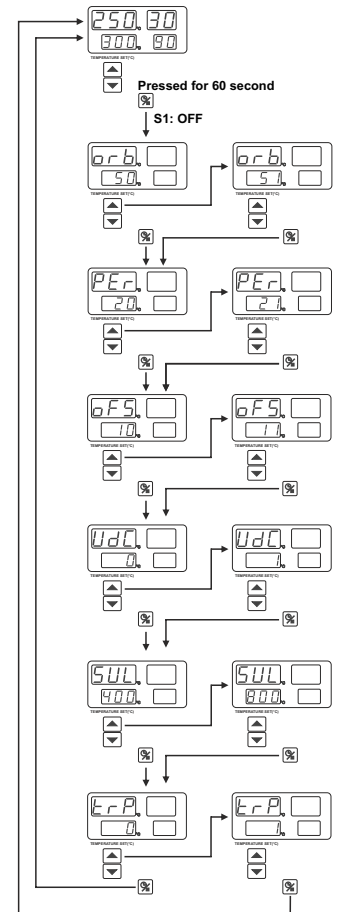 250 30
300 90
TEMPERATURE SET(°C)
Pressed for 60 second
S1: OFF
orb orb
50 51
TEMPERATURE SET(°C) TEMPERATURE SET(°C)
PEr PEr
20 21
TEMPERATURE SET(°C) TEMPERATURE SET(°C)
oFS oFS
10 11
TEMPERATURE SET(°C) TEMPERATURE SET(°C)
UdC UdC
0 1
TEMPERATURE SET(°C) TEMPERATURE SET(°C)
SUL SUL
400 800
TEMPERATURE SET(°C) TEMPERATURE SET(°C)
trP trP
0 1
TEMPERATURE SET(°C) TEMPERATURE SET(°C)